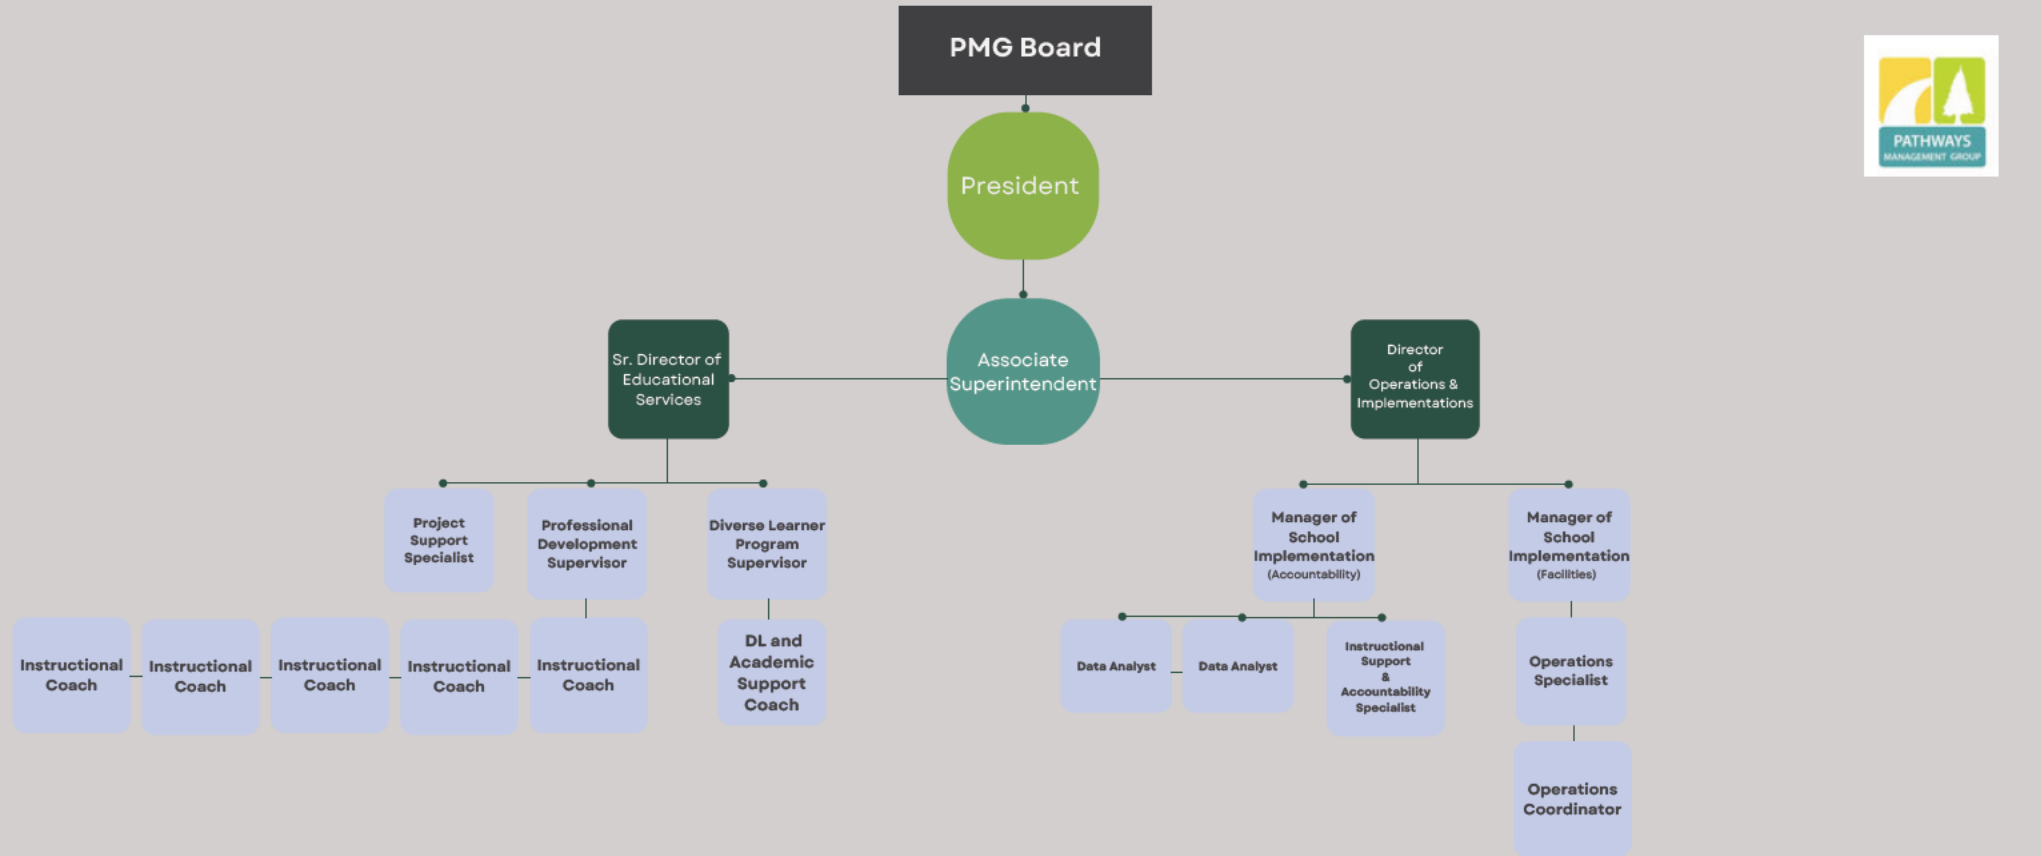 PMG Board
PATHWAYS
MANAGEMENT GROUP
President
Associate
Superintendent
Sr. Director of
Educational
Services
Director
of
Operations &
Implementations
Project
Support
Specialist
Professional
Development
Supervisor
Diverse Learner
Program
Supervisor
Manager of
School
Implementation
(Accountability)
Manager of
School
Implementation
(Facilities)
Instructional
Coach
Instructional
Coach
Instructional
Coach
Instructional
Coach
Instructional
Coach
DL and
Academic
Support
Coach
Data Analyst
Data Analyst
Instructional
Support
&
Accountability
Specialist
Operations
Specialist
Operations
Coordinator